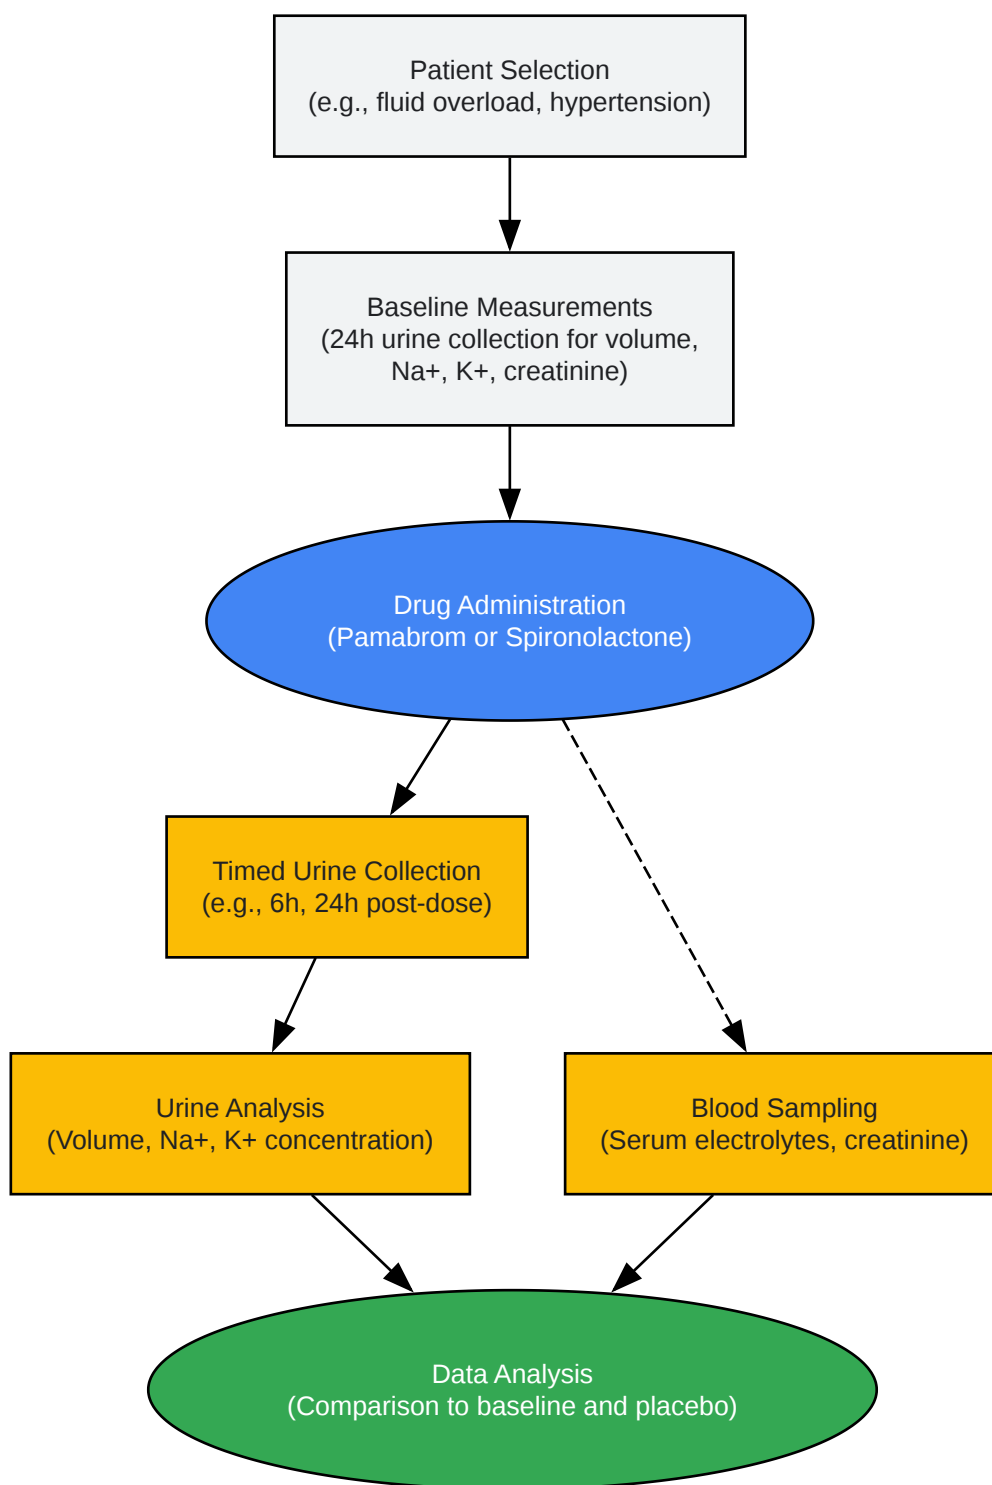 Patient Selection
(e.g., fluid overload, hypertension)
Baseline Measurements
(24h urine collection for volume,
Na+, K+, creatinine)
Drug Administration
(Pamabrom or Spironolactone)
Timed Urine Collection
(e.g., 6h, 24h post-dose)
Urine Analysis
(Volume, Na+, K+ concentration)
Blood Sampling
(Serum electrolytes, creatinine)
Data Analysis
(Comparison to baseline and placebo)